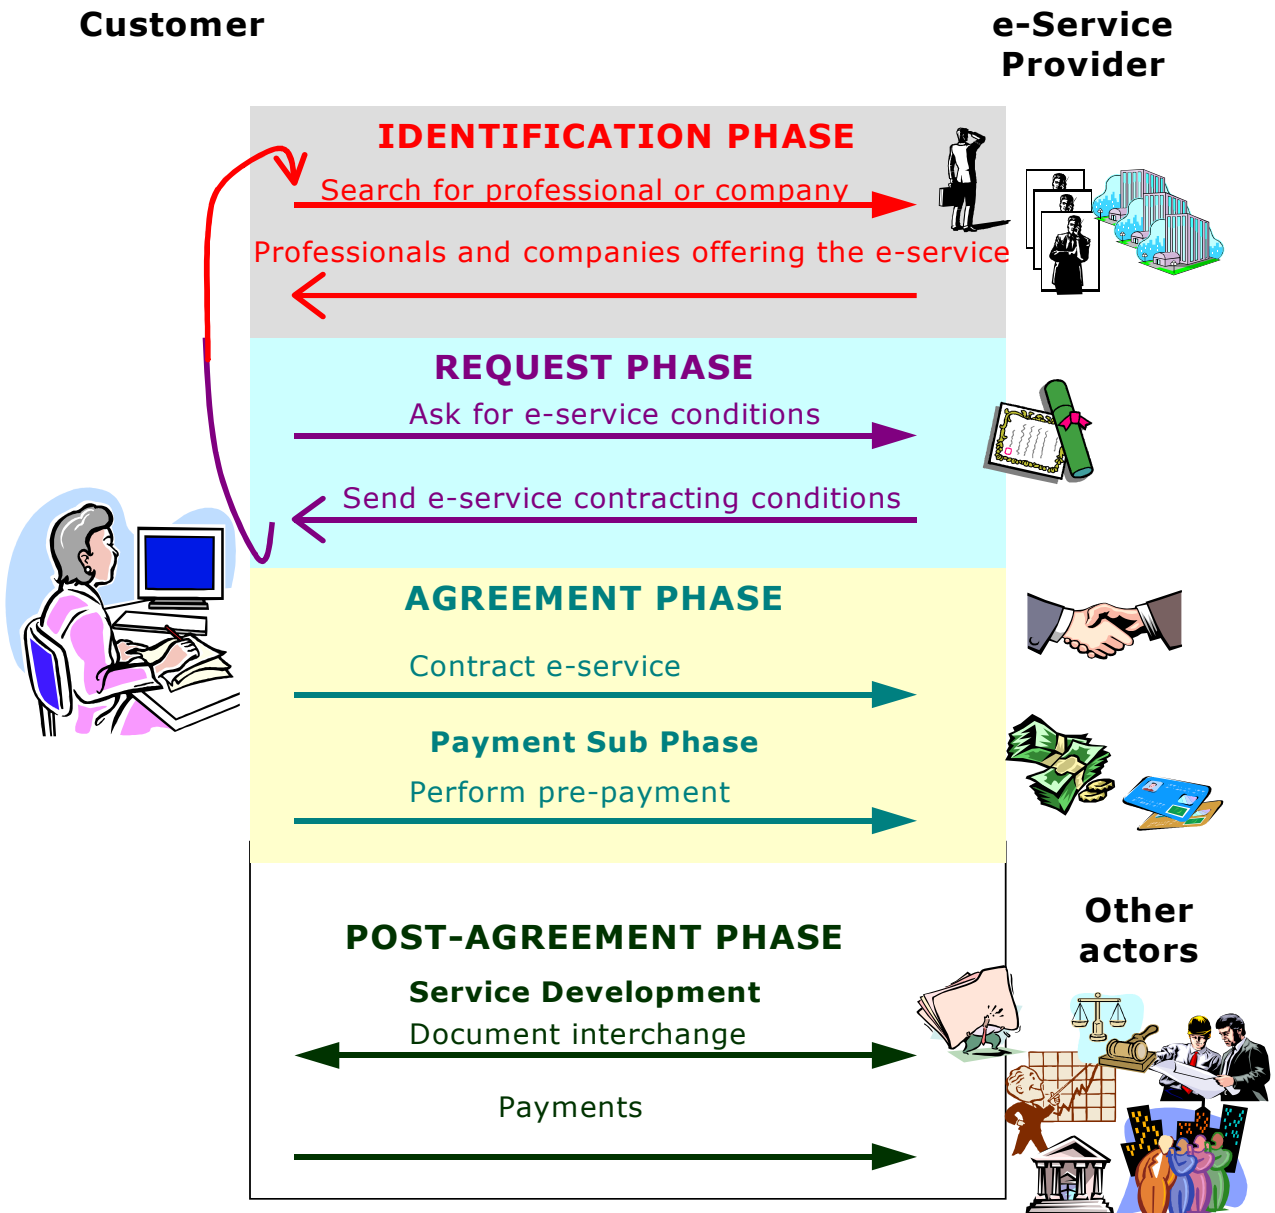 Customer
e-Service
Provider
IDENTIFICATION PHASE
Search for professional or company
Professionals and companies offering the e-service
REQUEST PHASE
Ask for e-service conditions
Send e-service contracting conditions
AGREEMENT PHASE
Contract e-service
Payment Sub Phase
Perform pre-payment
Other
actors
POST-AGREEMENT PHASE
Service Development
Document interchange
Payments